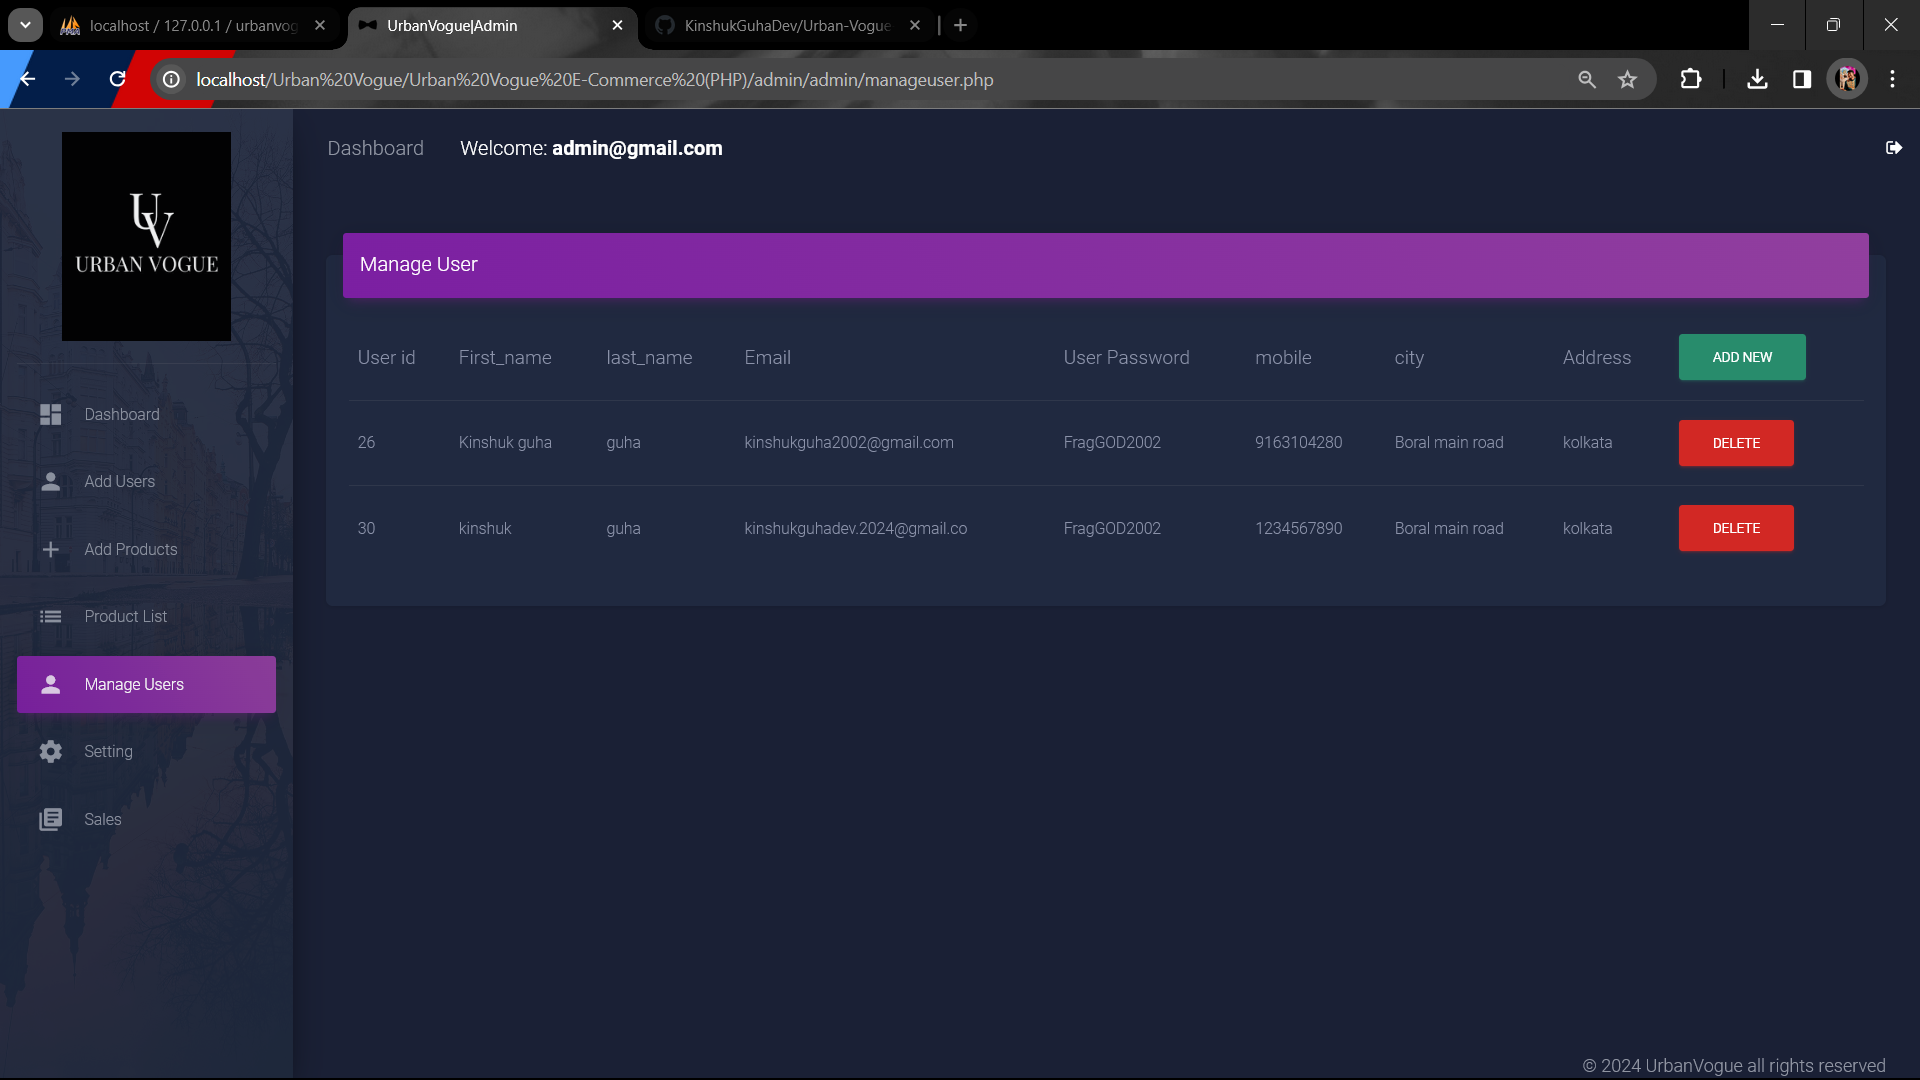 localhost / 127.0.0.1 / urbanvog
UrbanVogue|Admin
KinshukGuhaDev/Urban-Vogue
localhost/Urban%20Vogue/Urban%20Vogue%20E-Commerce%20(PHP)/admin/admin/manageuser.php
UV
URBAN VOGUE
Dashboard Welcome: admin@gmail.com
Manage User
User id First_name last_name Email User Password mobile city Address ADD NEW
26 Kinshuk guha guha kinshukguha2002@gmail.com FragGOD2002 9163104280 Boral main road kolkata DELETE
30 kinshuk guha kinshukguhadev.2024@gmail.co FragGOD2002 1234567890 Boral main road kolkata DELETE
Dashboard
Add Users
Add Products
Product List
Manage Users
Setting
Sales
© 2024 UrbanVogue all rights reserved